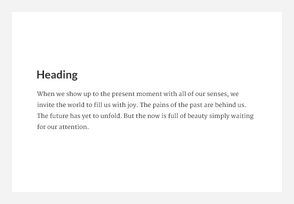 Heading
When we show up to the present moment with all of our senses, we
invite the world to fill us with joy. The pains of the past are behind us.
The future has yet to unfold. But the now is full of beauty simply waiting
for our attention.